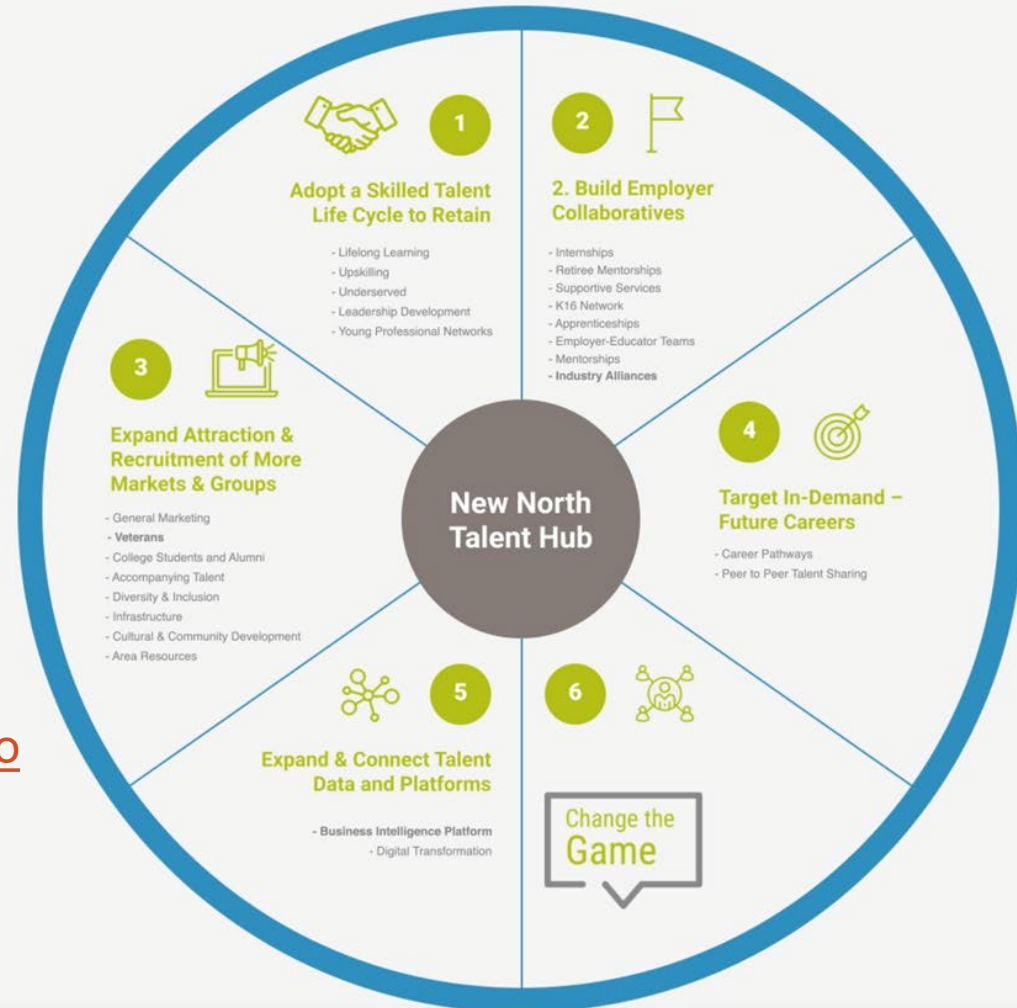 1
Adopt a Skilled Talent
Life Cycle to Retain
- Lifelong Learning
- Upskilling
- Underserved
- Leadership Development
- Young Professional Networks
2
2. Build Employer
Collaboratives
- Internships
- Retiree Mentorships
- Supportive Services
- K16 Network
- Apprenticeships
- Employer-Educator Teams
- Mentorships
- Industry Alliances
3
Expand Attraction &
Recruitment of More
Markets & Groups
- General Marketing
- Veterans
- College Students and Alumni
- Accompanying Talent
- Diversity & Inclusion
- Infrastructure
- Cultural & Community Development
- Area Resources
New North
Talent Hub
4
Target In-Demand –
Future Careers
- Career Pathways
- Peer to Peer Talent Sharing
5
Expand & Connect Talent
Data and Platforms
- Business Intelligence Platform
- Digital Transformation
6
Change the
Game